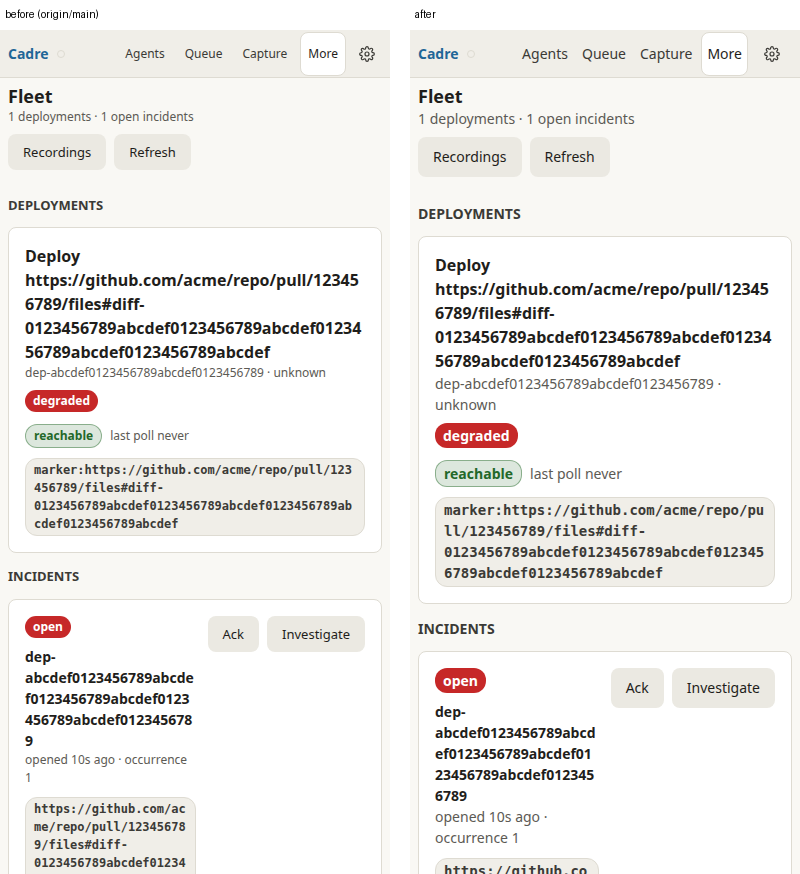 before (origin/main)
Cadre Agents Queue Capture More
Fleet
1 deployments · 1 open incidents
Recordings Refresh
DEPLOYMENTS
Deploy
https://github.com/acme/repo/pull/12345
6789/files#diff-
0123456789abcdef0123456789abcdef01234
56789abcdef0123456789abcdef
dep-abcdef0123456789abcdef0123456789 · unknown
degraded
reachable last poll never
marker:https://github.com/acme/repo/pull/123
456789/files#diff-
0123456789abcdef0123456789abcdef0123456789ab
cdef0123456789abcdef
INCIDENTS
open Ack Investigate
dep-
abcdef0123456789abcde
f0123456789abcdef0123
456789abcdef012345678
9
opened 10s ago · occurrence
1
https://github.com/ac
me/repo/pull/12345678
9/files#diff-
0123456789abcdef01234
after
Cadre Agents Queue Capture More
Fleet
1 deployments · 1 open incidents
Recordings Refresh
DEPLOYMENTS
Deploy
https://github.com/acme/repo/pull/12345
6789/files#diff-
0123456789abcdef0123456789abcdef01234
56789abcdef0123456789abcdef
dep-abcdef0123456789abcdef0123456789 ·
unknown
degraded
reachable last poll never
marker:https://github.com/acme/repo/pu
ll/123456789/files#diff-
0123456789abcdef0123456789abcdef012345
6789abcdef0123456789abcdef
INCIDENTS
open Ack Investigate
dep-
abcdef0123456789abcd
ef0123456789abcdef01
23456789abcdef012345
6789
opened 10s ago ·
occurrence 1
https://github.co